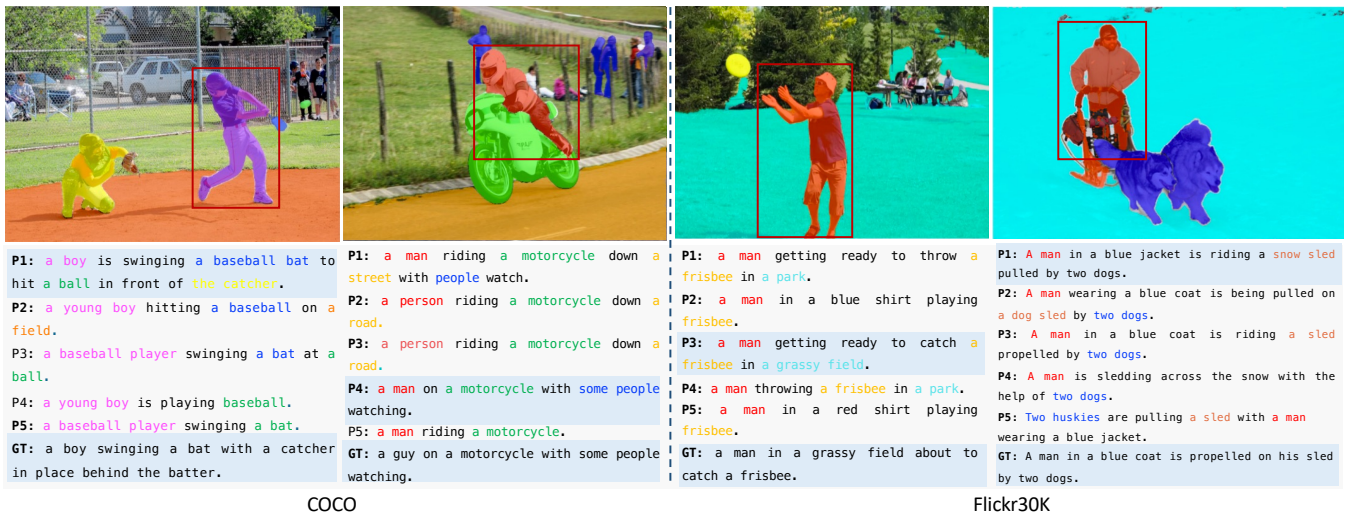 P1: a boy is swinging a baseball bat to
hit a ball in front of the catcher.
P2: a young boy hitting a baseball on a
field.
P3: a baseball player swinging a bat at a
ball.
P4: a young boy is playing baseball.
P5: a baseball player swinging a bat.
GT: a boy swinging a bat with a catcher
in place behind the batter.
P1: a man riding a motorcycle down a
street with people watch.
P2: a person riding a motorcycle down a
road.
P3: a person riding a motorcycle down a
road.
P4: a man on a motorcycle with some people
watching.
P5: a man riding a motorcycle.
GT: a guy on a motorcycle with some people
watching.
COCO
P1: a man getting ready to throw a
frisbee in a park.
P2: a man in a blue shirt playing
frisbee.
P3: a man getting ready to catch a
frisbee in a grassy field.
P4: a man throwing a frisbee in a park.
P5: a man in a red shirt playing
frisbee.
GT: a man in a grassy field about to
catch a frisbee.
P1: A man in a blue jacket is riding a snow sled
pulled by two dogs.
P2: A man wearing a blue coat is being pulled on
a dog sled by two dogs.
P3: A man in a blue coat is riding a sled
propelled by two dogs.
P4: A man is sledding across the snow with the
help of two dogs.
P5: Two huskies are pulling a sled with a man
wearing a blue jacket.
GT: A man in a blue coat is propelled on his sled
by two dogs.
Flickr30K